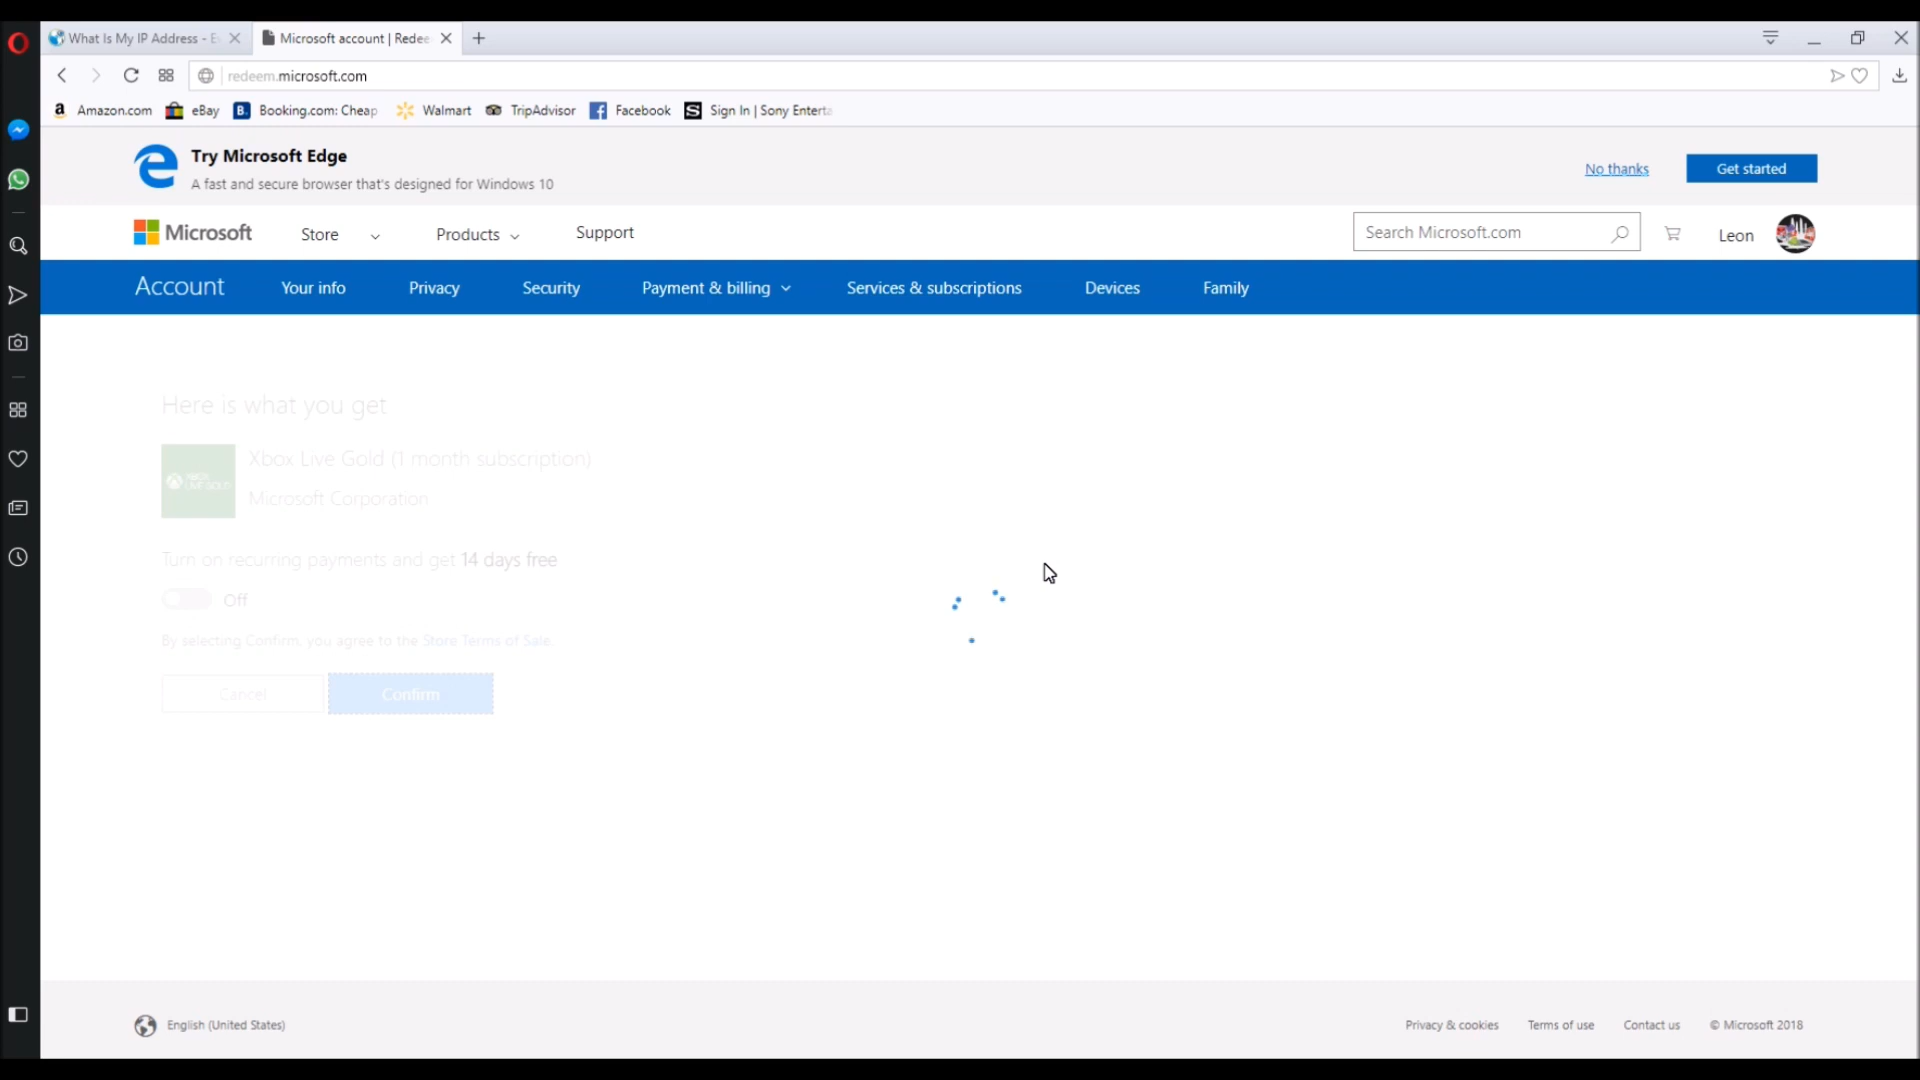 What Is My IP Address - E
Microsoft account | Redee
redeem.microsoft.com
a Amazon.com
eBay
B. Booking.com: Cheap
Walmart
TripAdvisor
Facebook
S Sign In | Sony Enterta
Try Microsoft Edge
A fast and secure browser that's designed for Windows 10
No thanks
Get started
Microsoft
Store
Products
Support
Search Microsoft.com
Leon
Account
Your info
Privacy
Security
Payment & billing
Services & subscriptions
Devices
Family
Here is what you get
XBOX LIVE GOLD
Xbox Live Gold (1 month subscription)
Microsoft Corporation
Turn on recurring payments and get 14 days free
Off
By selecting Confirm, you agree to the Store Terms of Sale.
Cancel
Confirm
English (United States)
Privacy & cookies
Terms of use
Contact us
© Microsoft 2018